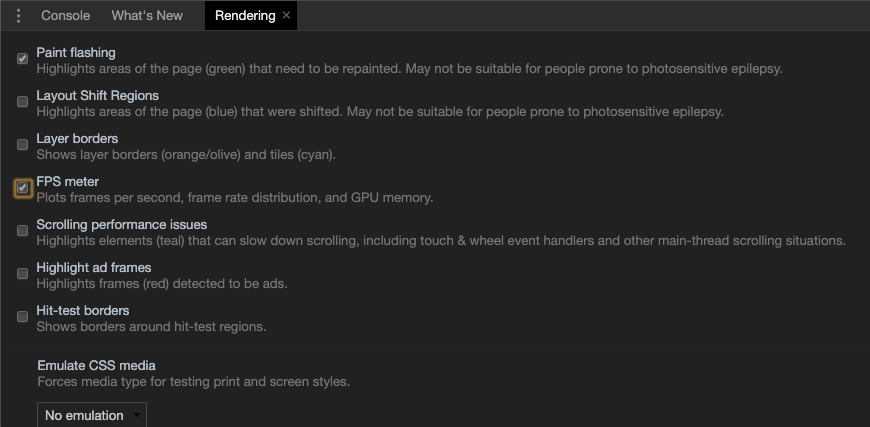 Console What's New Rendering
Paint flashing
Highlights areas of the page (green) that need to be repainted. May not be suitable for people prone to photosensitive epilepsy.
Layout Shift Regions
Highlights areas of the page (blue) that were shifted. May not be suitable for people prone to photosensitive epilepsy.
Layer borders
Shows layer borders (orange/olive) and tiles (cyan).
FPS meter
Plots frames per second, frame rate distribution, and GPU memory.
Scrolling performance issues
Highlights elements (teal) that can slow down scrolling, including touch & wheel event handlers and other main-thread scrolling situations.
Highlight ad frames
Highlights frames (red) detected to be ads.
Hit-test borders
Shows borders around hit-test regions.
Emulate CSS media
Forces media type for testing print and screen styles.
No emulation